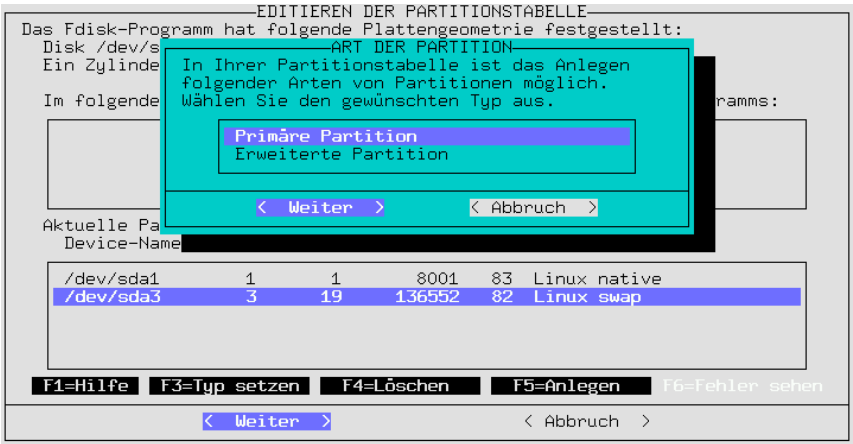 EDITIEREN DER PARTITIONSTABELLE
Das Fdisk-Programm hat folgende Plattengeometrie festgestellt:
Disk /dev/s
Ein Zylinde
Im folgende
ramms:
ART DER PARTITION
In Ihrer Partitionstabelle ist das Anlegen
folgender Arten von Partitionen möglich.
Wählen Sie den gewünschten Typ aus.
Primäre Partition
Erweiterte Partition
< Weiter > < Abbruch >
Aktuelle Pa
Device-Name
/dev/sda1 1 1 8001 83 Linux native
/dev/sda3 3 19 136552 82 Linux swap
F1=Hilfe F3=Typ setzen F4=Löschen F5=Anlegen F6=Fehler sehen
< Weiter > < Abbruch >